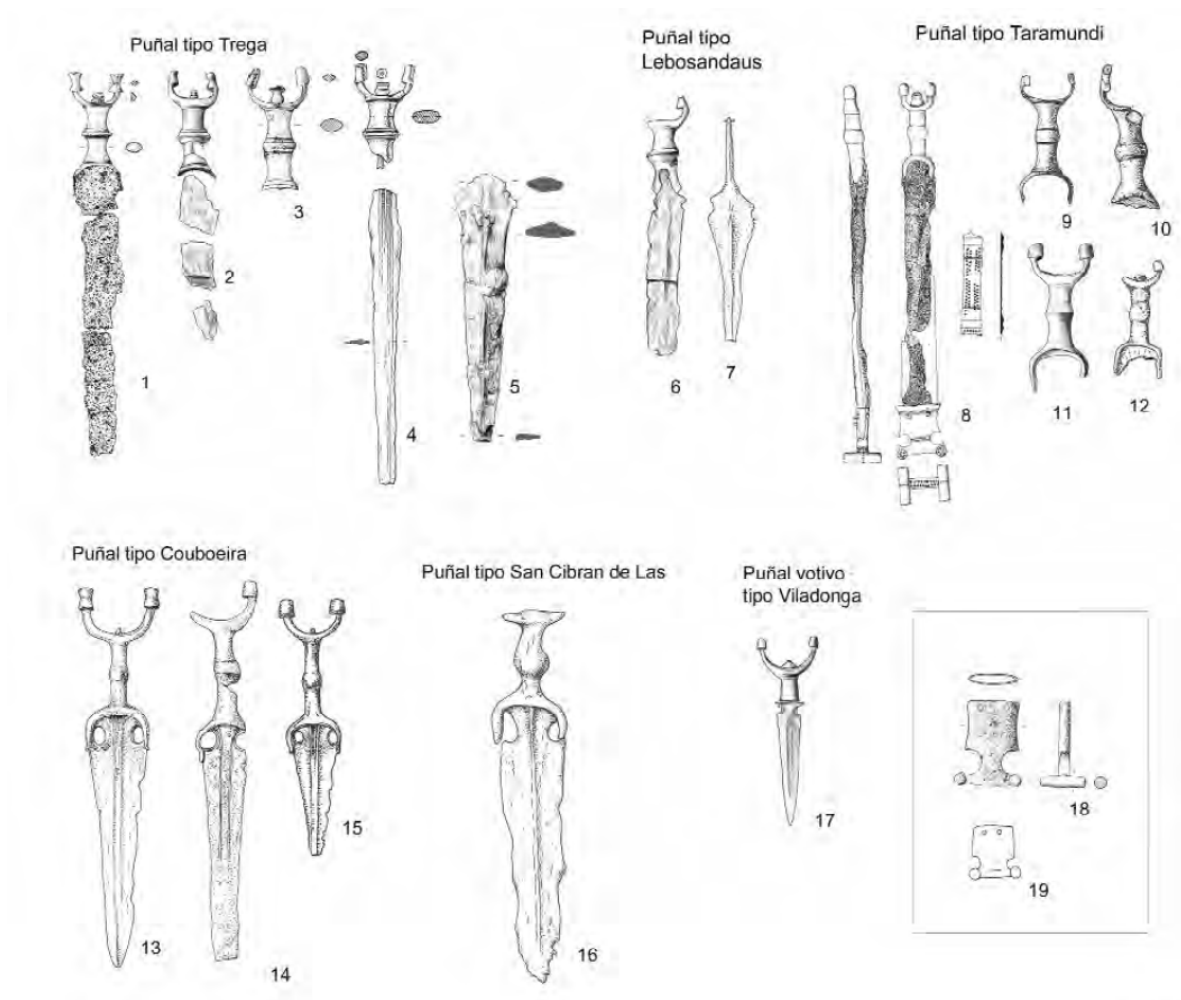 Puñal tipo Trega
Puñal tipo
Lebosandaus
Puñal tipo Taramundi
1
2
3
4
5
6
7
8
9
10
11
12
Puñal tipo Couboeira
Puñal tipo San Cibran de Las
Puñal votivo
tipo Viladonga
13
14
15
16
17
18
19